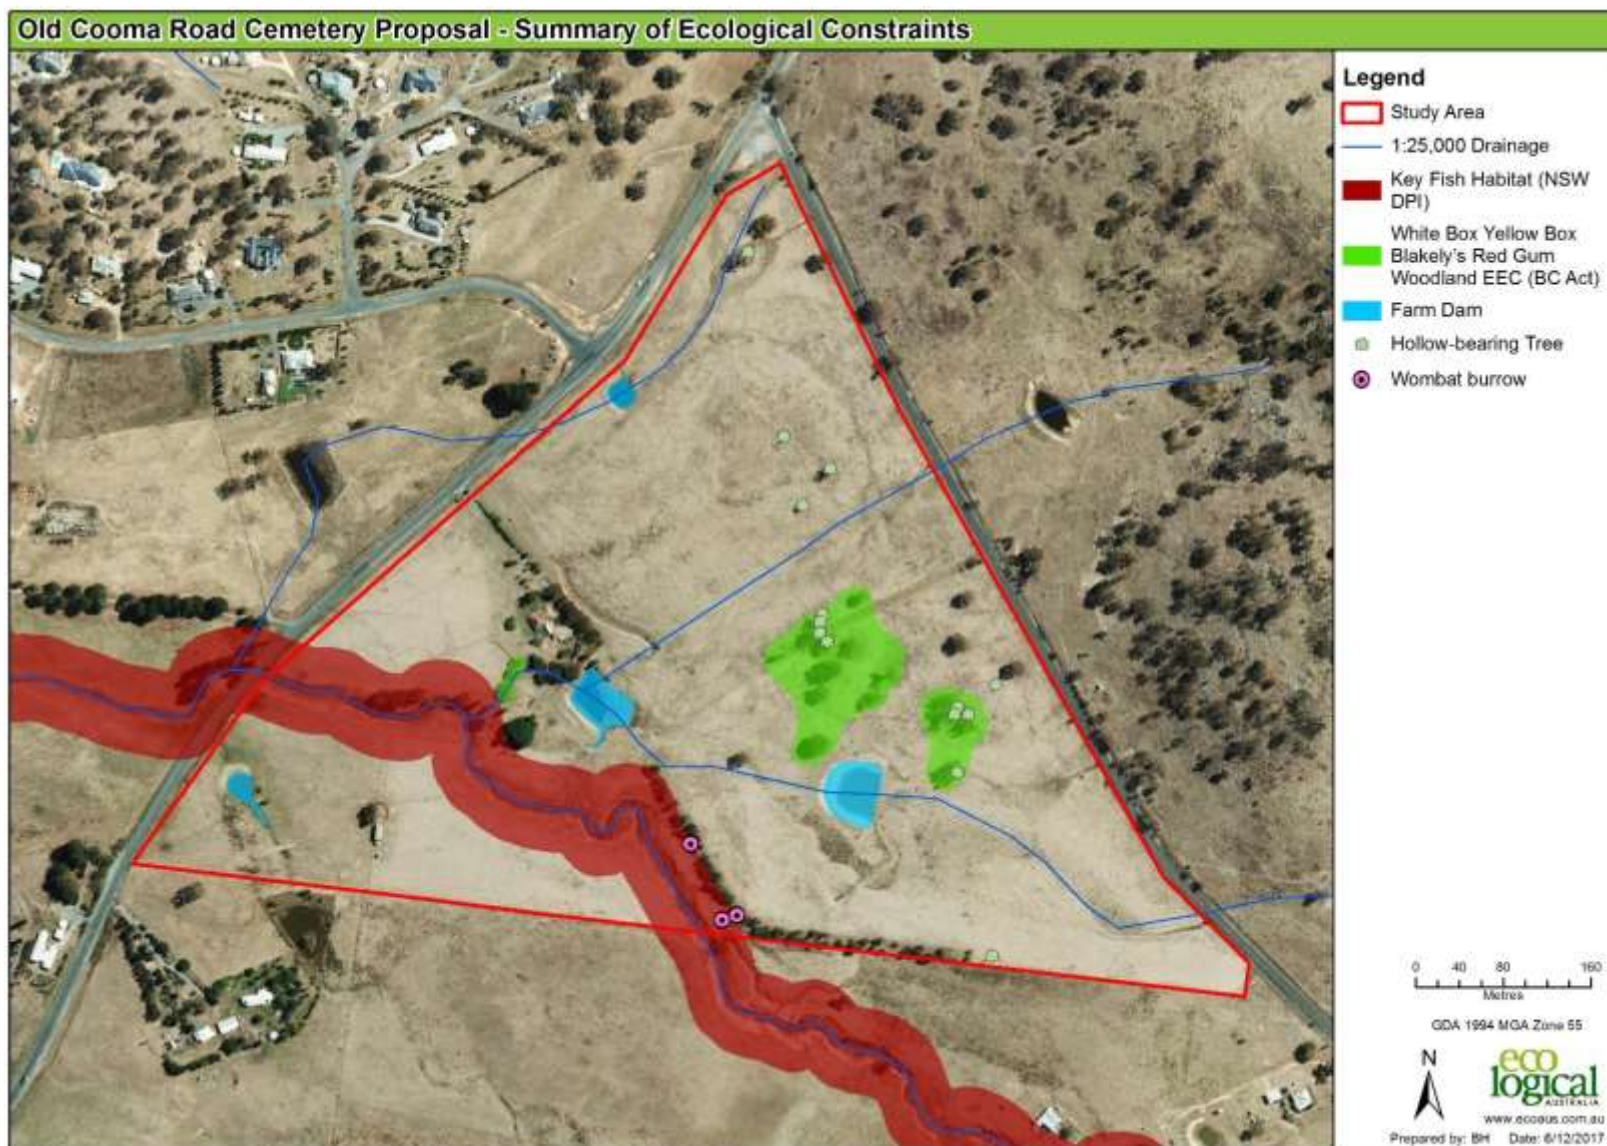 Old Cooma Road Cemetery Proposal - Summary of Ecological Constraints
Legend
Study Area
1:25,000 Drainage
Key Fish Habitat (NSW
DPI)
White Box Yellow Box
Blakely's Red Gum
Woodland EEC (BC Act)
Farm Dam
Hollow-bearing Tree
Wombat burrow
0 40 80 160
Metres
GDA 1994 MGA Zone 55
N
eco
logical
AUSTRALIA
www.ecoaus.com.au
Prepared by: BH Date: 6/12/2017